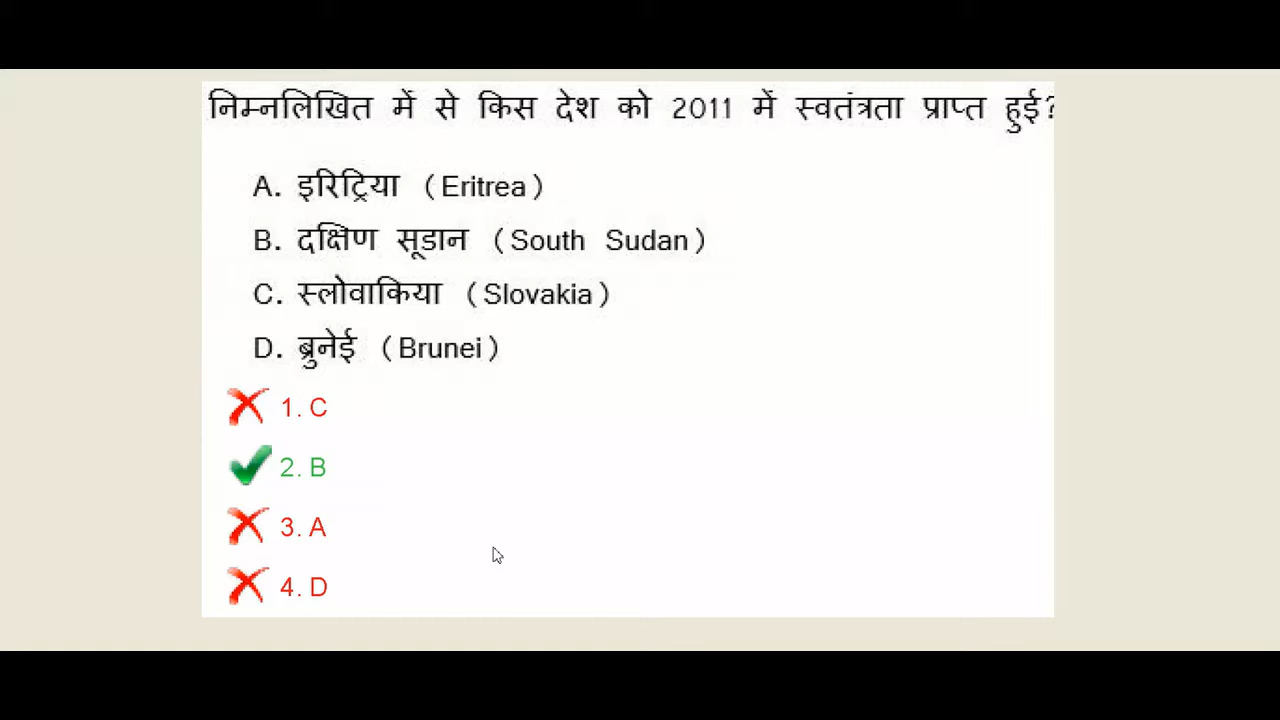 निम्नलिखित में से किस देश को 2011 में स्वतंत्रता प्राप्त हुई?
A. इरिट्रिया (Eritrea)
B. दक्षिण सूडान (South Sudan)
C. स्लोवाकिया (Slovakia)
D. ब्रुनेई (Brunei)
1. C
2. B
3. A
4. D